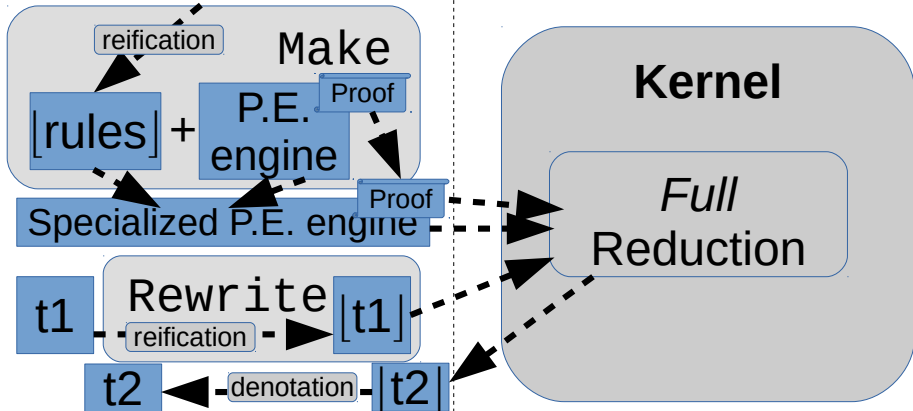 reification
Make
Proof
⌊rules⌋ + P.E.
engine
Proof
Specialized P.E. engine
Kernel
Full
Reduction
Rewrite
t1
reification
⌊t1⌋
t2
denotation
⌊t2⌋